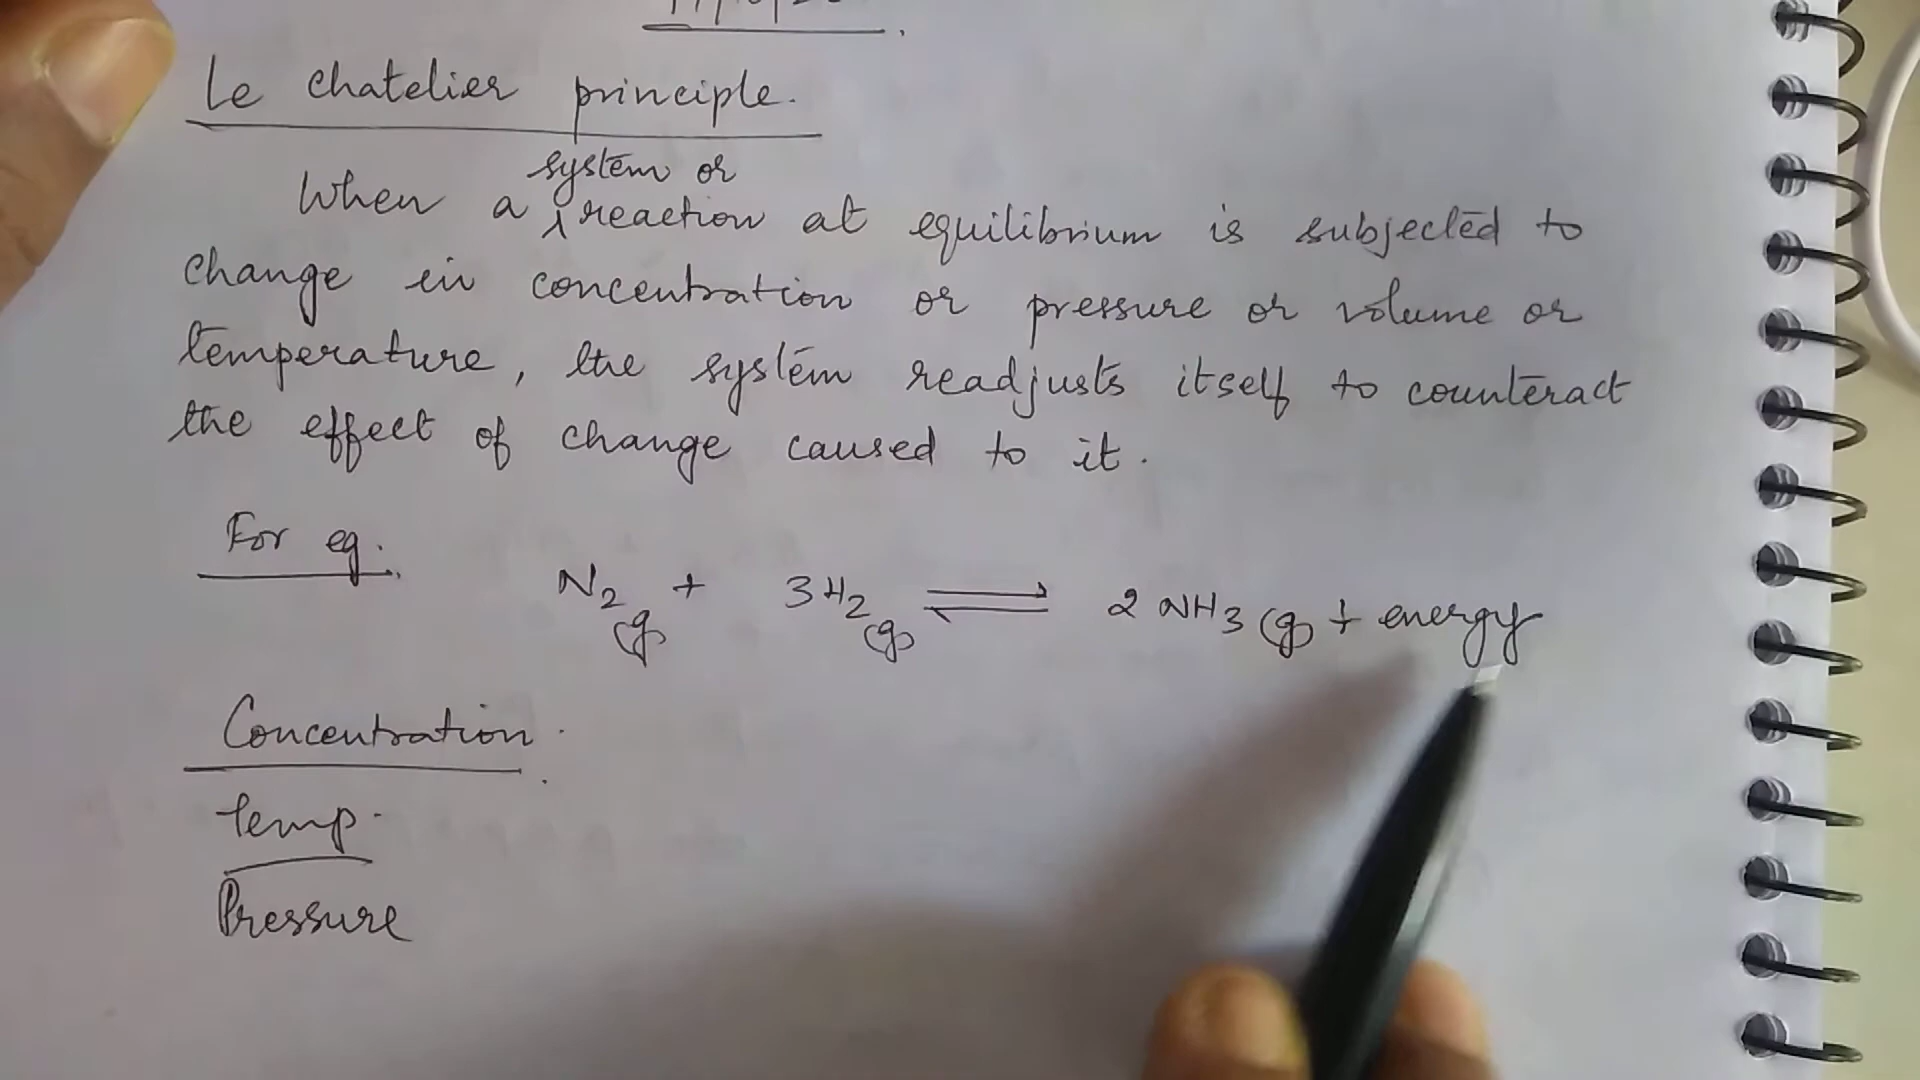 Le chatelier principle.
system or
When a reaction at equilibrium is subjected to
change in concentration or pressure or volume or
temperature, the system readjusts itself to counteract
the effect of change caused to it.
For eg.
N2(g) + 3H2(g) ⇌ 2 NH3 (g) + energy
Concentration.
temp.
Pressure